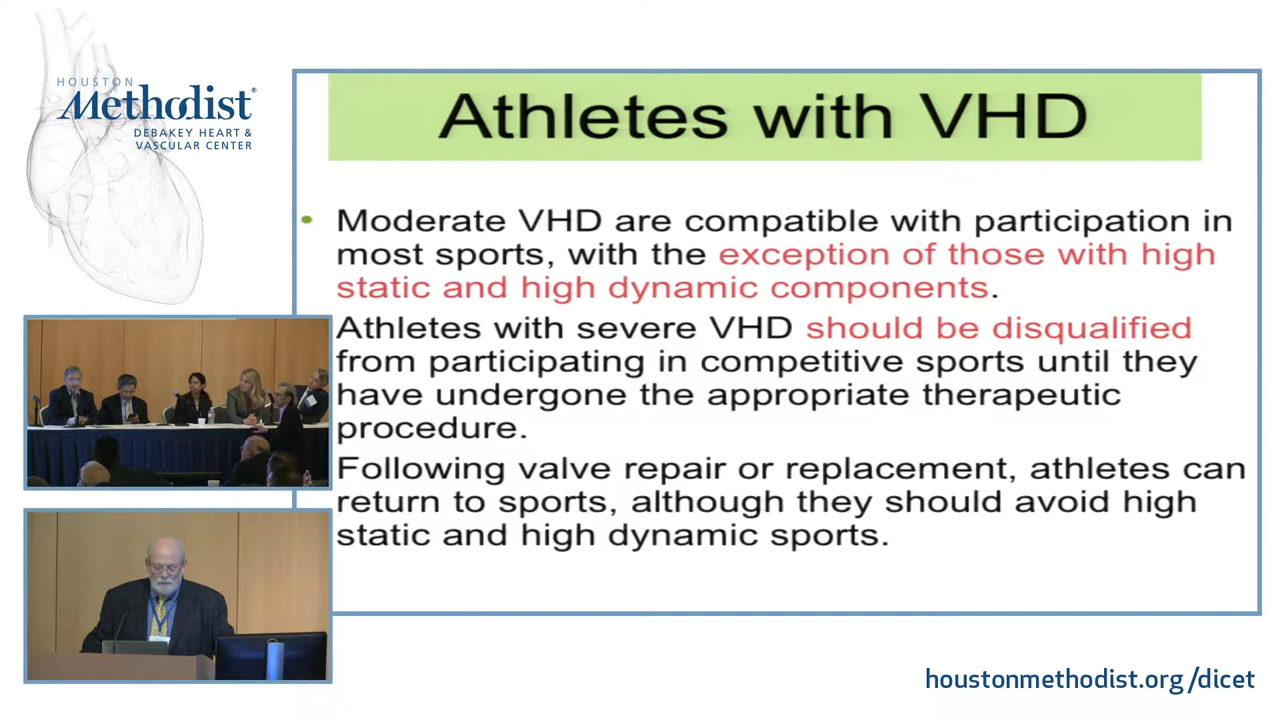 HOUSTON
Methodist®
DEBAKEY HEART &
VASCULAR CENTER
Athletes with VHD
• Moderate VHD are compatible with participation in
most sports, with the exception of those with high
static and high dynamic components.
Athletes with severe VHD should be disqualified
from participating in competitive sports until they
have undergone the appropriate therapeutic
procedure.
Following valve repair or replacement, athletes can
return to sports, although they should avoid high
static and high dynamic sports.
houstonmethodist.org/dicet